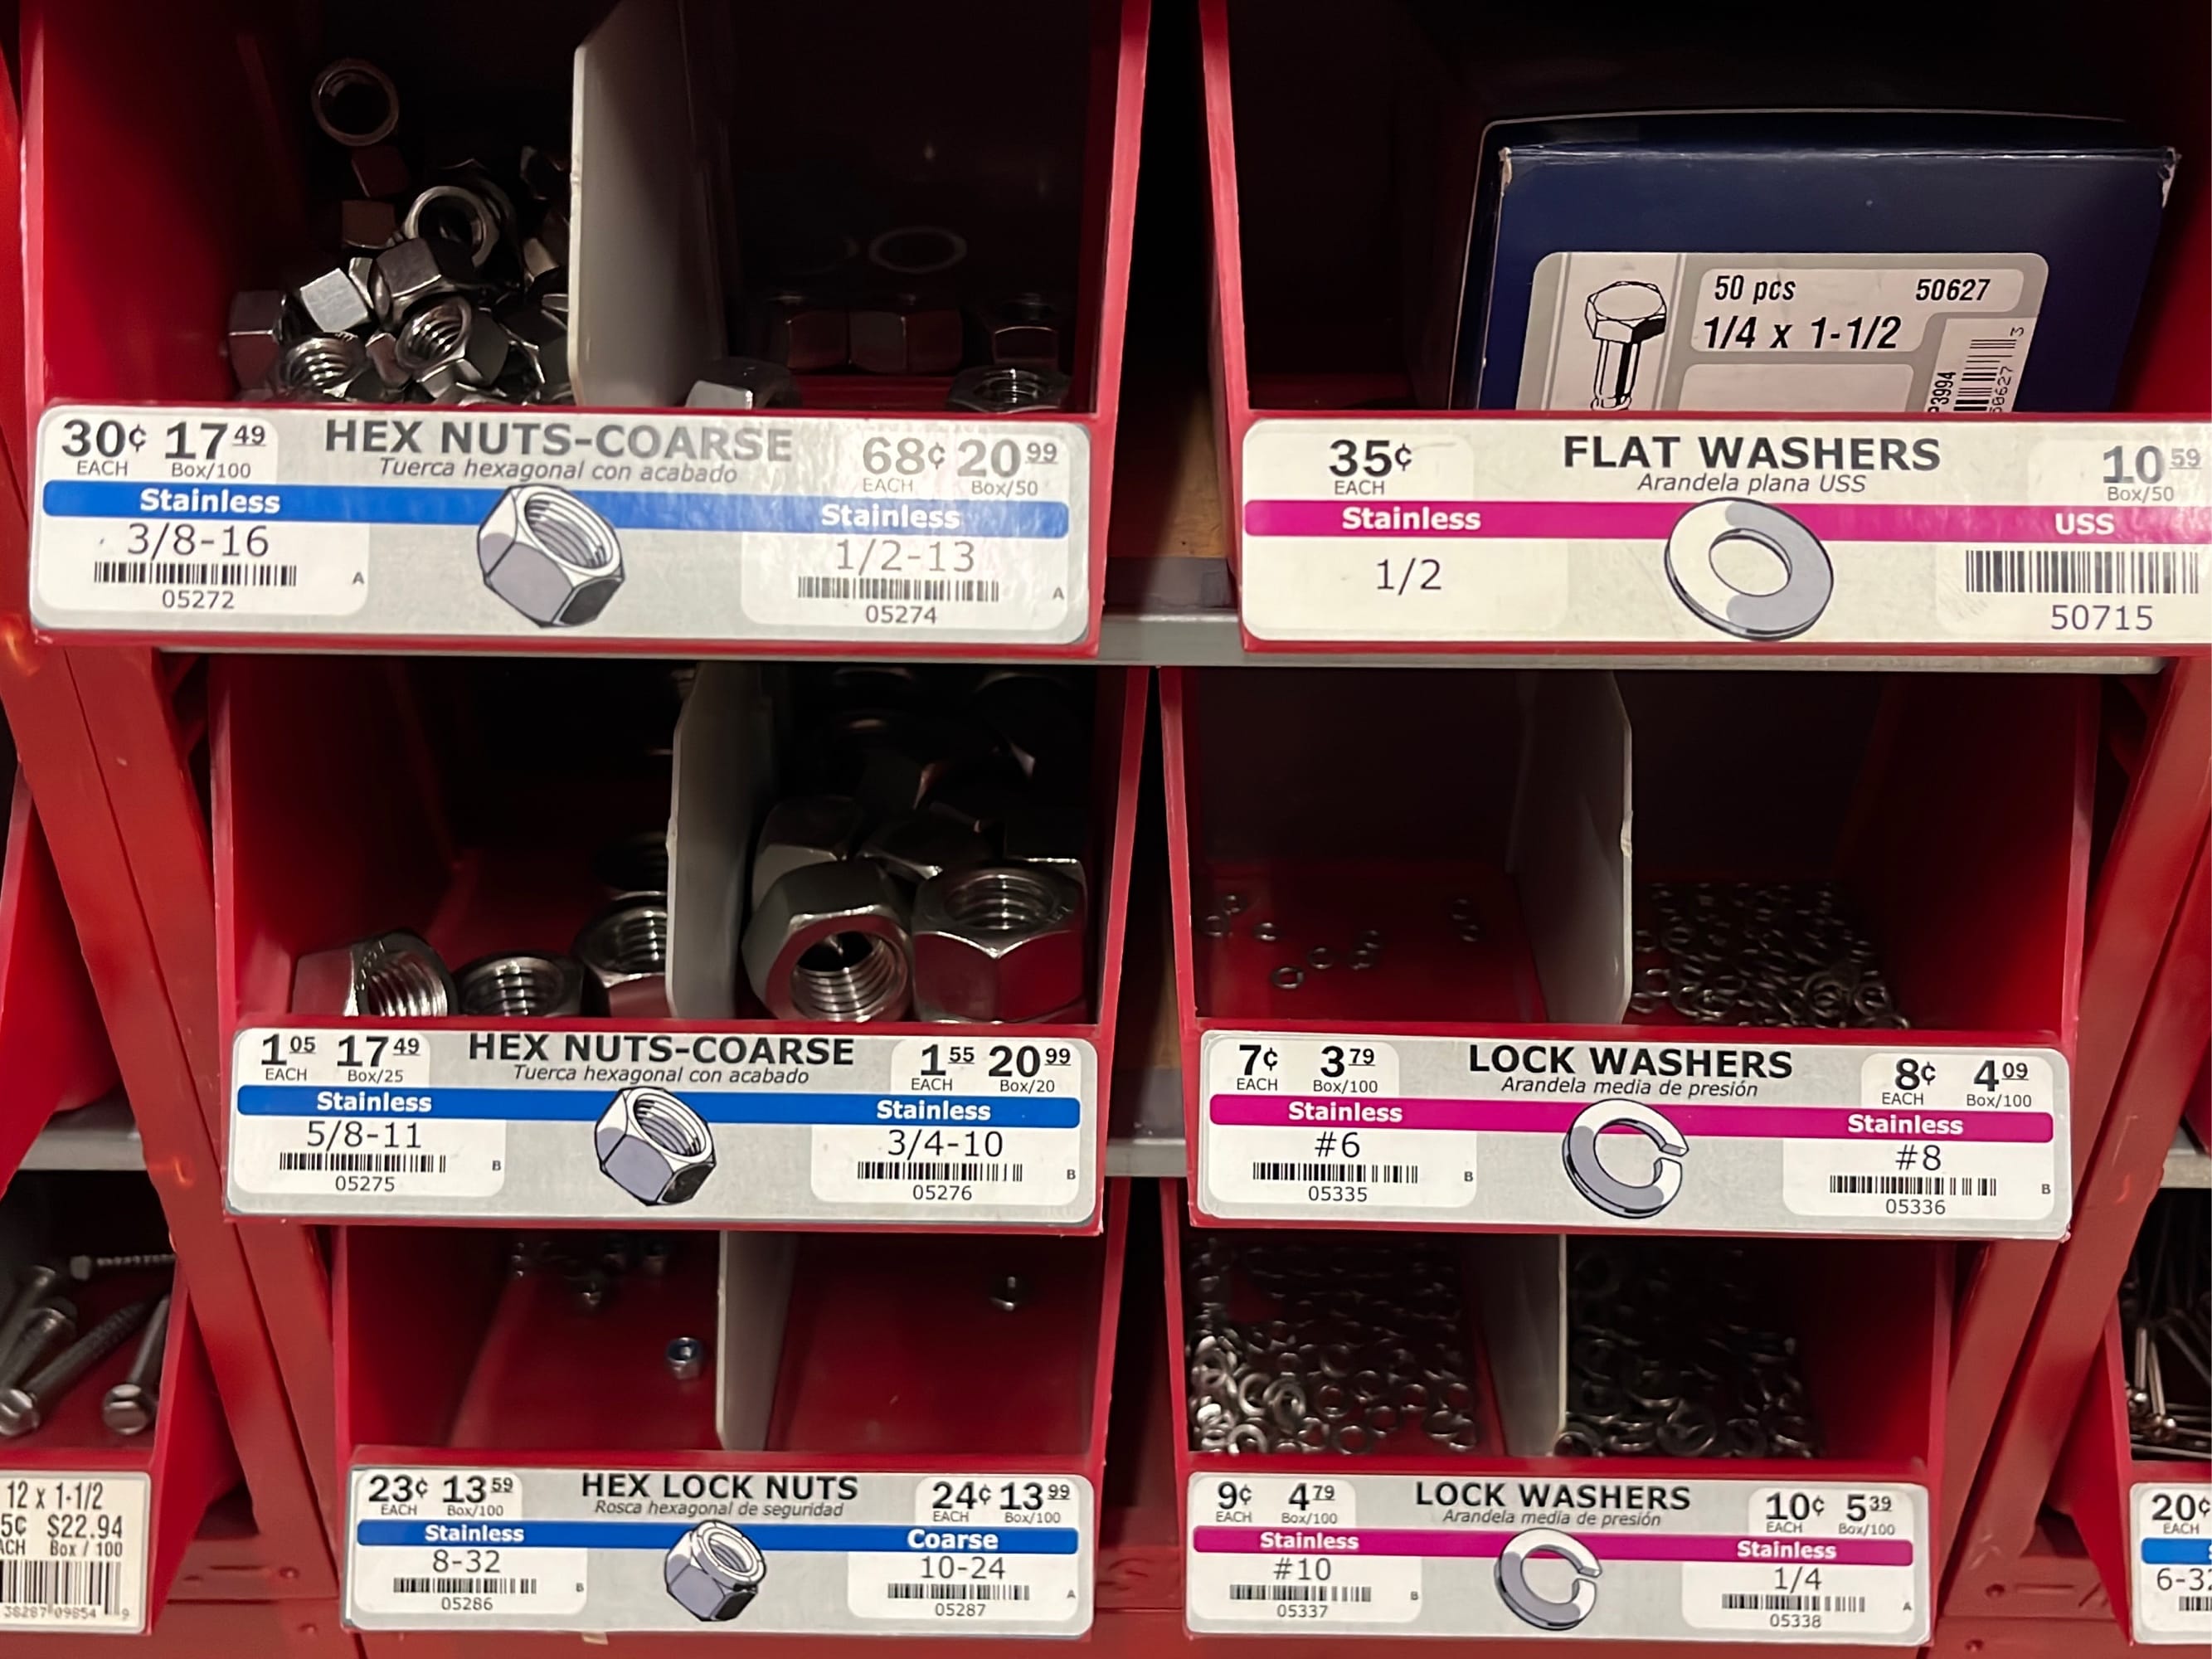 50 pcs 50627
1/4 x 1-1/2
30¢ EACH 17 49 Box/100
HEX NUTS-COARSE
Tuerca hexagonal con acabado
68¢ EACH 20 99 Box/50
Stainless
3/8-16
A
05272
Stainless
1/2-13
A
05274
35¢ EACH
FLAT WASHERS
Arandela plana USS
10 59 Box/50
Stainless
1/2
USS
50715
1 05 EACH 17 49 Box/25
HEX NUTS-COARSE
Tuerca hexagonal con acabado
1 55 EACH 20 99 Box/20
Stainless
5/8-11
B
05275
Stainless
3/4-10
B
05276
7¢ EACH 3 79 Box/100
LOCK WASHERS
Arandela media de presión
8¢ EACH 4 09 Box/100
Stainless
#6
B
05335
Stainless
#8
B
05336
12 x 1-1/2
5¢ $22.94
ACH Box / 100
38287 09854 9
23¢ EACH 13 59 Box/100
HEX LOCK NUTS
Rosca hexagonal de seguridad
24¢ EACH 13 99 Box/100
Stainless
8-32
B
05286
Coarse
10-24
A
05287
9¢ EACH 4 79 Box/100
LOCK WASHERS
Arandela media de presión
10¢ EACH 5 39 Box/100
Stainless
#10
B
05337
Stainless
1/4
A
05338
20¢
EACH
6-32